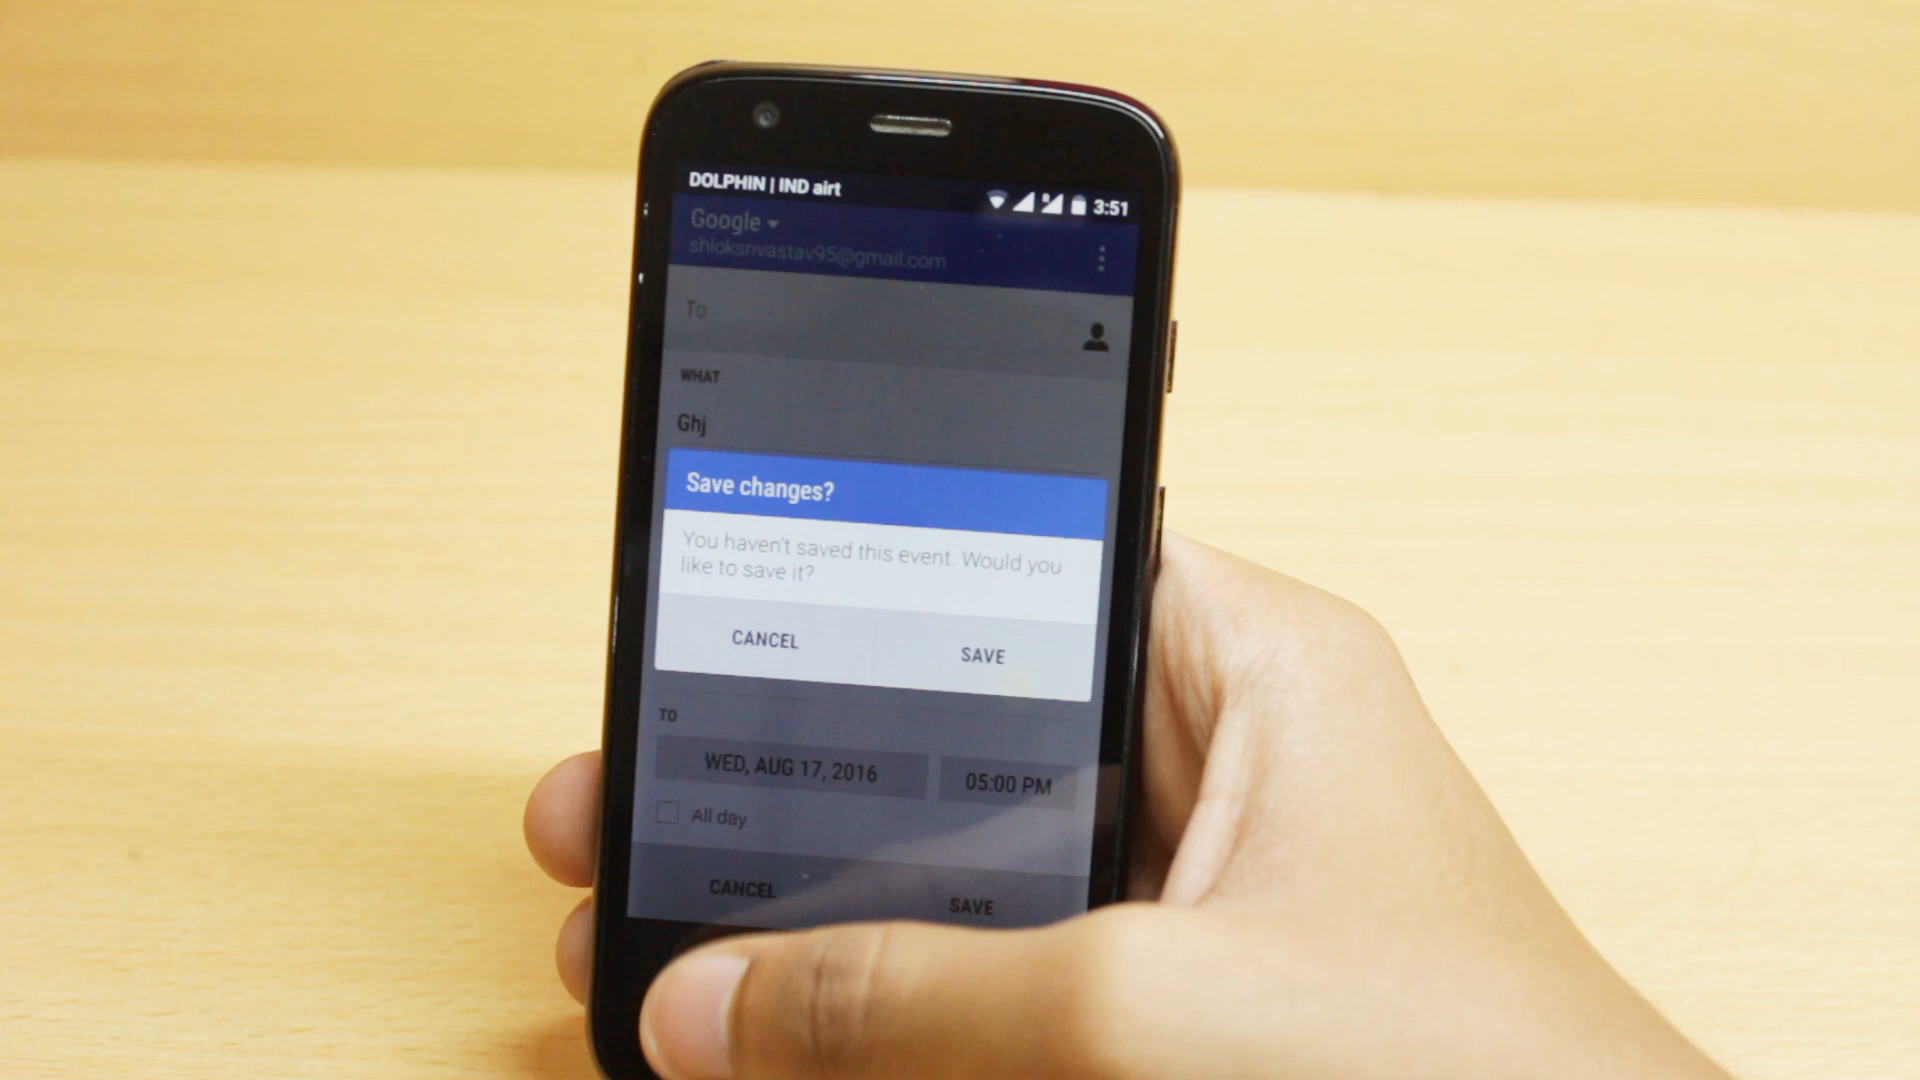 DOLPHIN | IND airt
3:51
Google
shloksrivastav95@gmail.com
To
WHAT
Ghj
Save changes?
You haven't saved this event. Would you
like to save it?
CANCEL SAVE
TO
WED, AUG 17, 2016 05:00 PM
All day
CANCEL SAVE